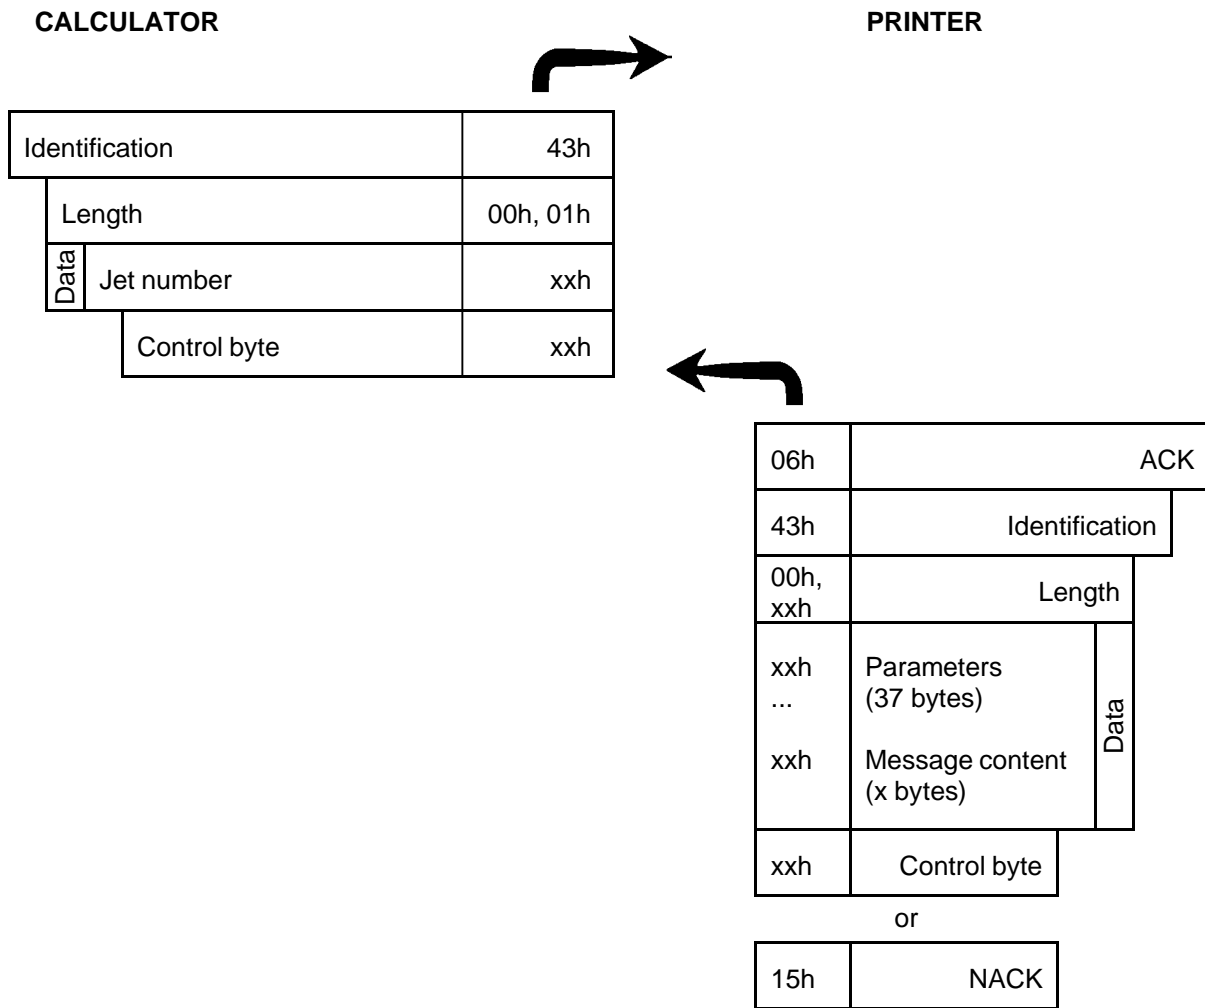 CALCULATOR PRINTER
Identification 43h
Length 00h, 01h
Data
Jet number xxh
Control byte xxh
06h ACK
43h Identification
00h,
xxh
Length
xxh Parameters
... (37 bytes)
Data
xxh Message content
(x bytes)
xxh Control byte
or
15h NACK